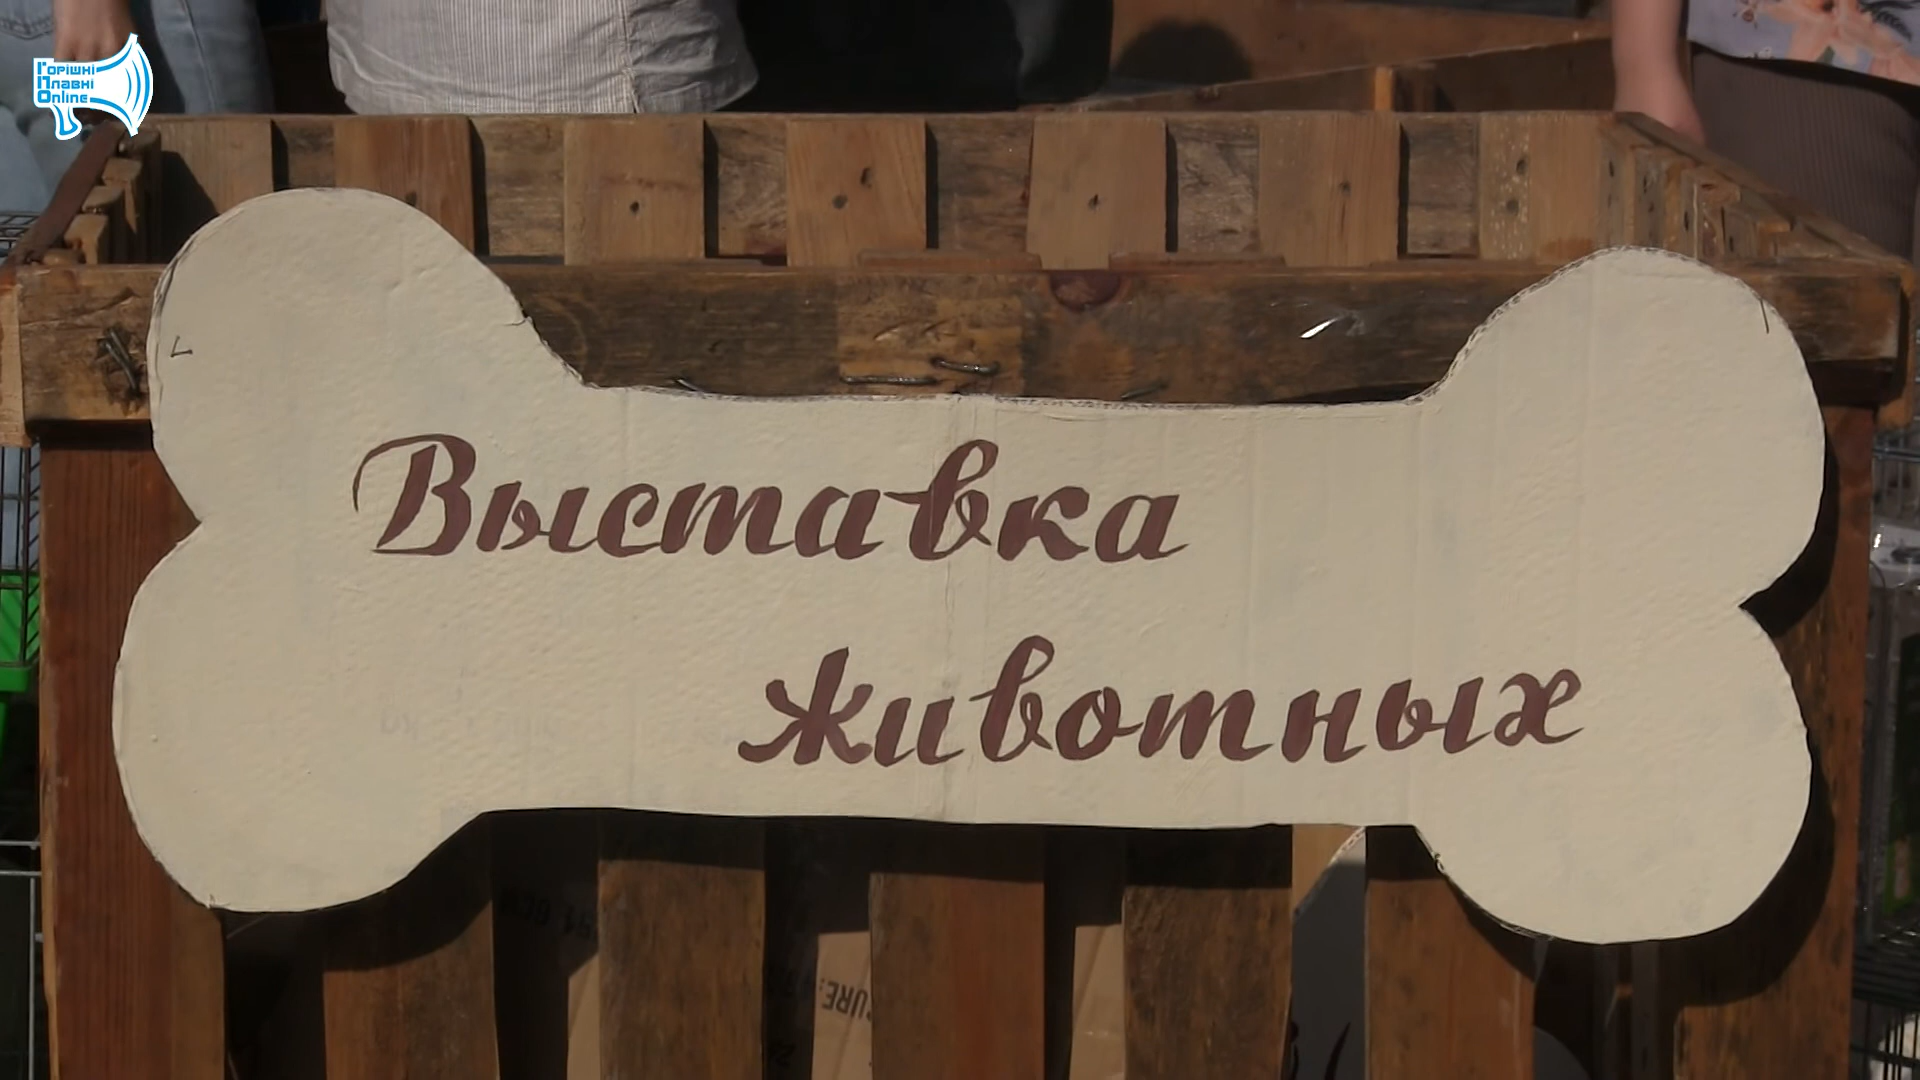 Горішні
Плавні
Online
Выставка
животных